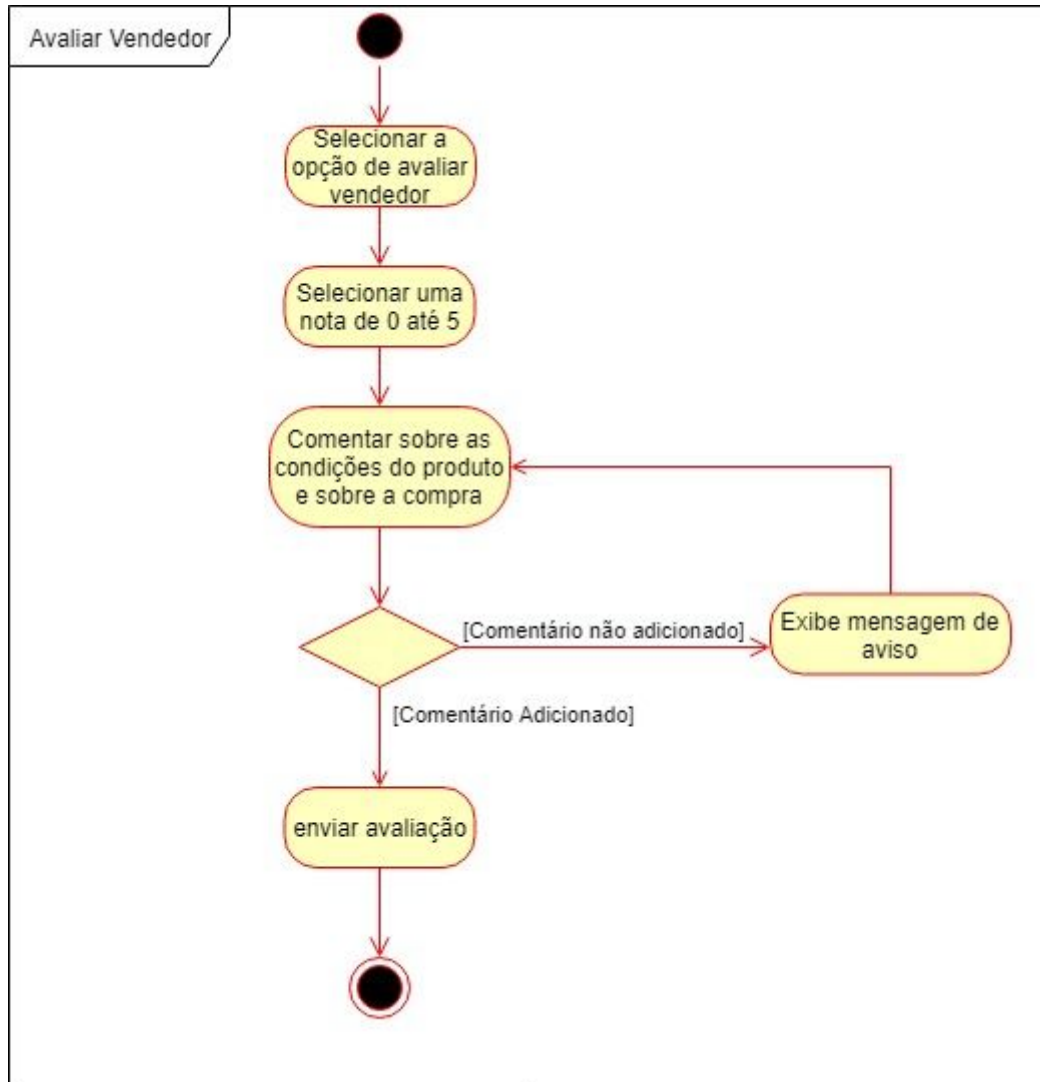 Avaliar Vendedor
Selecionar a
opção de avaliar
vendedor
Selecionar uma
nota de 0 até 5
Comentar sobre as
condições do produto
e sobre a compra
[Comentário não adicionado]
Exibe mensagem de
aviso
[Comentário Adicionado]
enviar avaliação